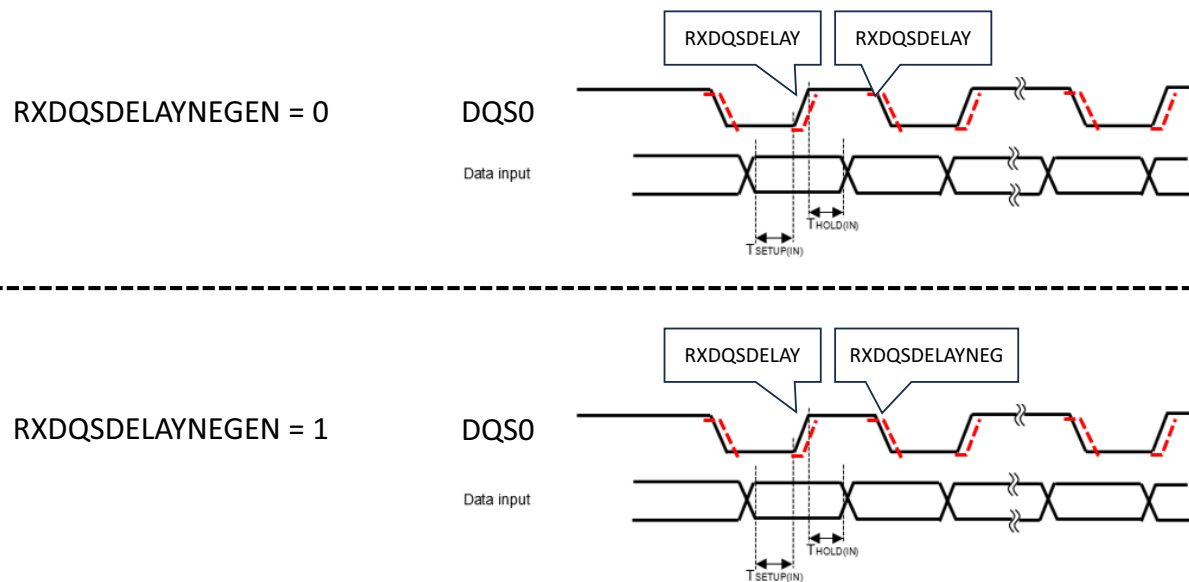 RXDQSDELAY RXDQSDELAY
RXDQSDELAYNEGEN = 0 DQS0
Data input
THOLD(IN)
TSETUP(IN)
RXDQSDELAY RXDQSDELAYNEG
RXDQSDELAYNEGEN = 1 DQS0
Data input
THOLD(IN)
TSETUP(IN)